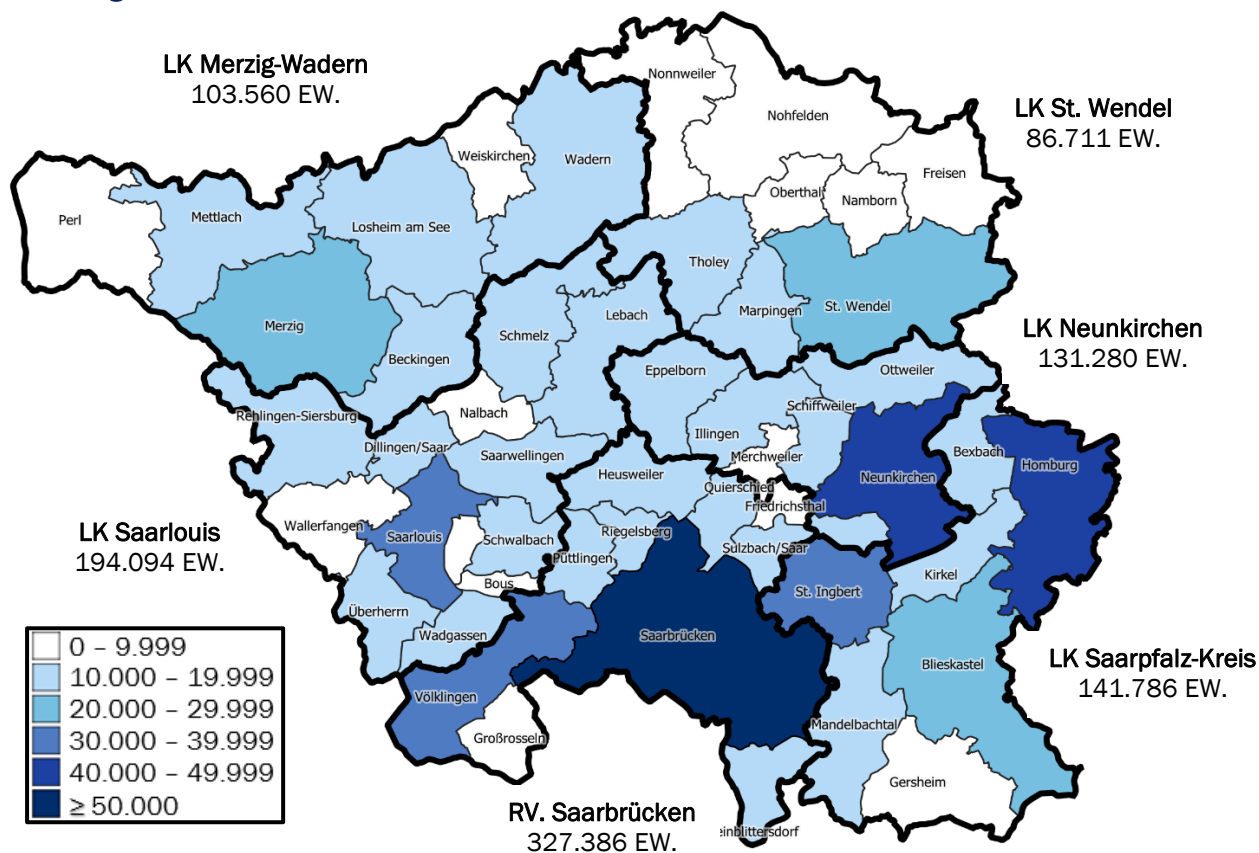 LK Merzig-Wadern
103.560 EW.
LK St. Wendel
86.711 EW.
Nonnweiler
Nohfelden
Weiskirchen
Wadern
Freisen
Oberthal
Namborn
Perl
Mettlach
Losheim am See
Tholey
Marpingen
St. Wendel
Merzig
Beckingen
Schmelz
Lebach
LK Neunkirchen
131.280 EW.
Eppelborn
Ottweiler
Rehlingen-Siersburg
Nalbach
Schiffweiler
Illingen
Dillingen/Saar
Saarwellingen
Merchweiler
Bexbach
Homburg
Heusweiler
Quierschied
Neunkirchen
Friedrichsthal
LK Saarlouis
194.094 EW.
Wallerfangen
Saarlouis
Schwalbach
Riegelsberg
Püttlingen
Sulzbach/Saar
Bous
Kirkel
St. Ingbert
Überherrn
Wadgassen
Saarbrücken
Blieskastel
LK Saarpfalz-Kreis
141.786 EW.
0 – 9.999
10.000 – 19.999
20.000 – 29.999
30.000 – 39.999
40.000 – 49.999
≥ 50.000
Völklingen
Großrosseln
Mandelbachtal
Gersheim
RV. Saarbrücken
327.386 EW.
einblittersdorf